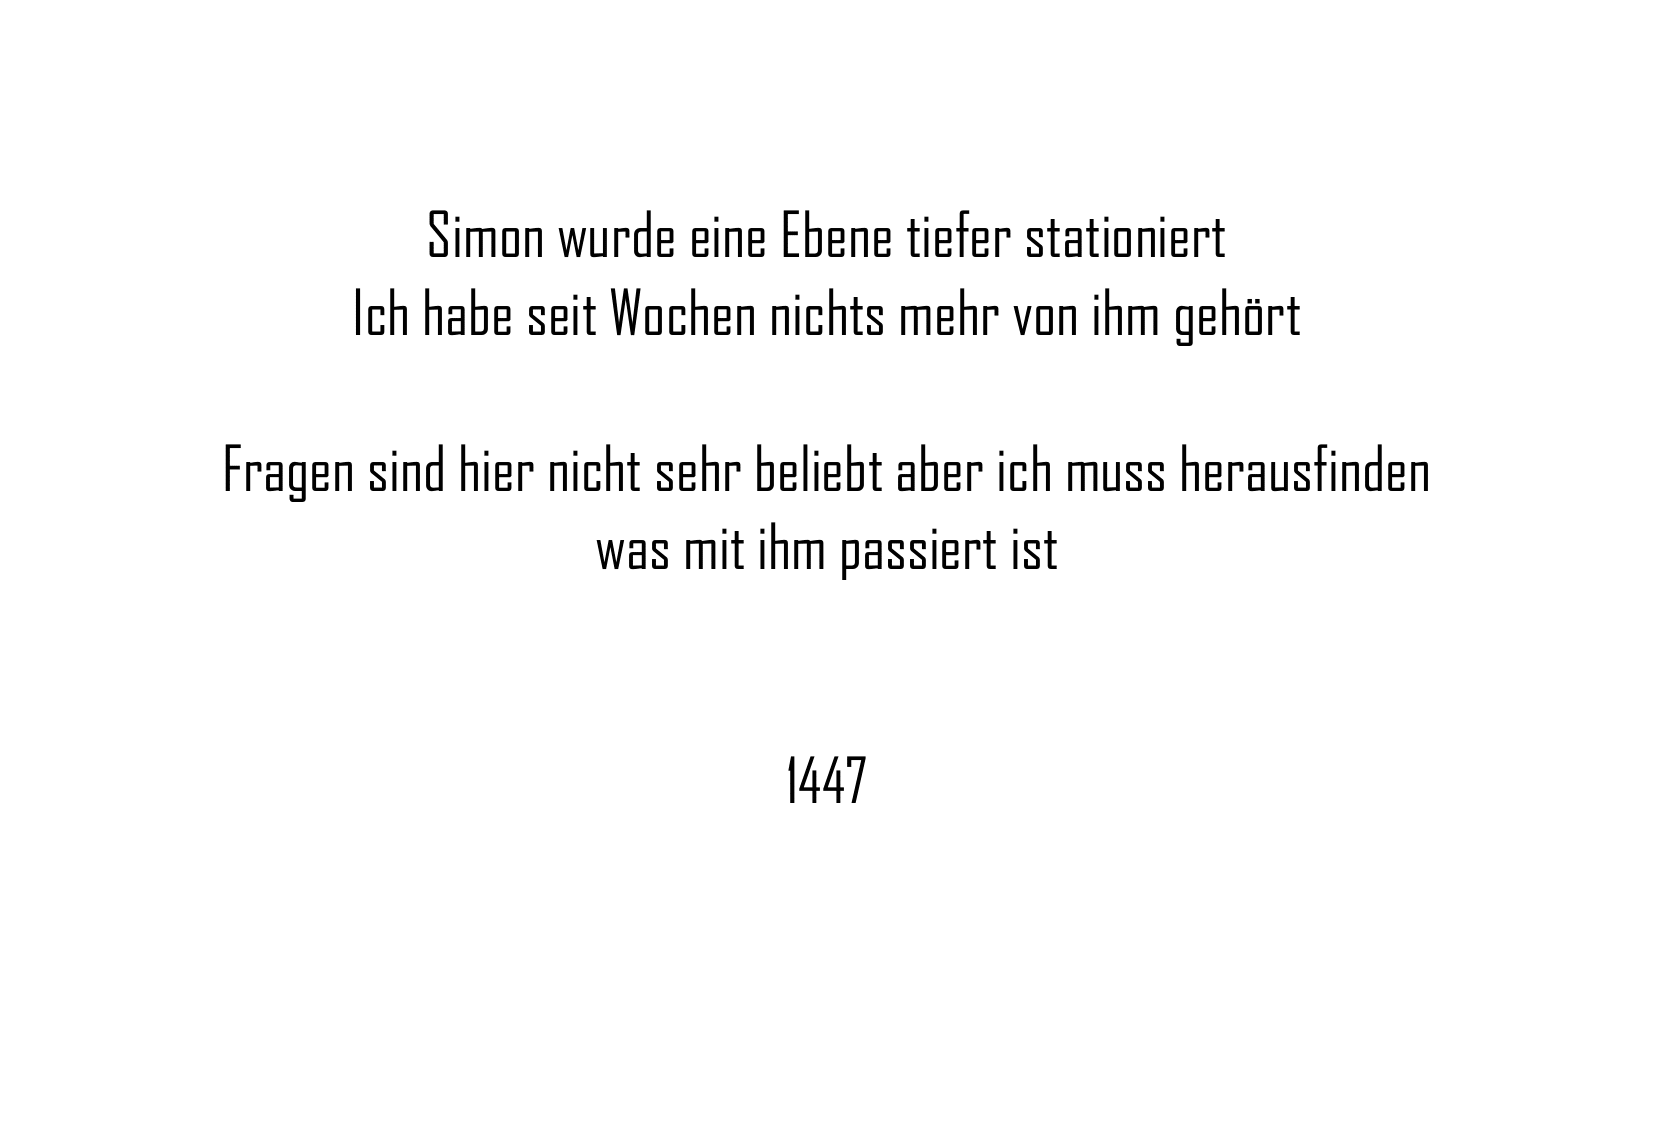 Simon wurde eine Ebene tiefer stationiert
Ich habe seit Wochen nichts mehr von ihm gehört
Fragen sind hier nicht sehr beliebt aber ich muss herausfinden
was mit ihm passiert ist
1447